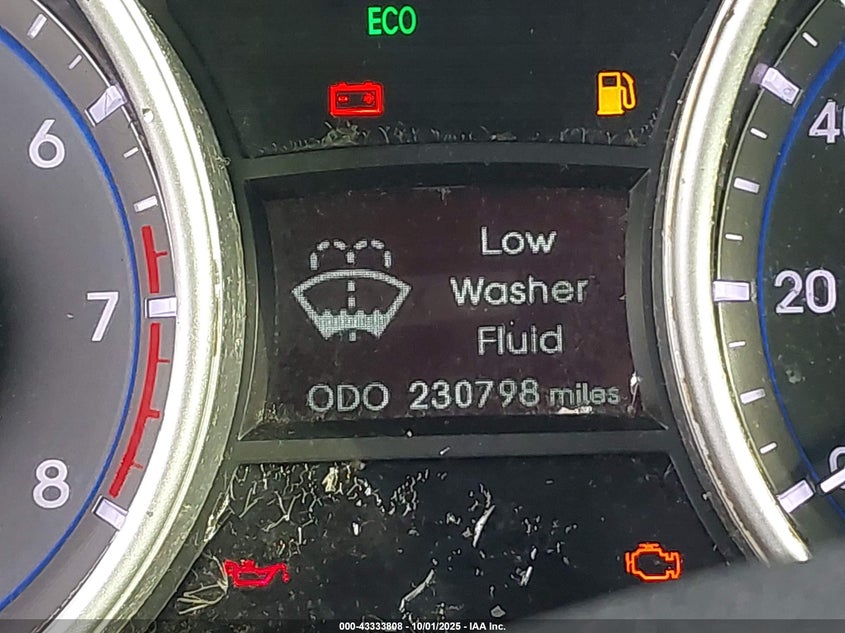 ECO
6
7
8
Low
Washer
Fluid
ODO 230798 miles
40
20
0
000-43333808 - 10/01/2025 - IAA Inc.